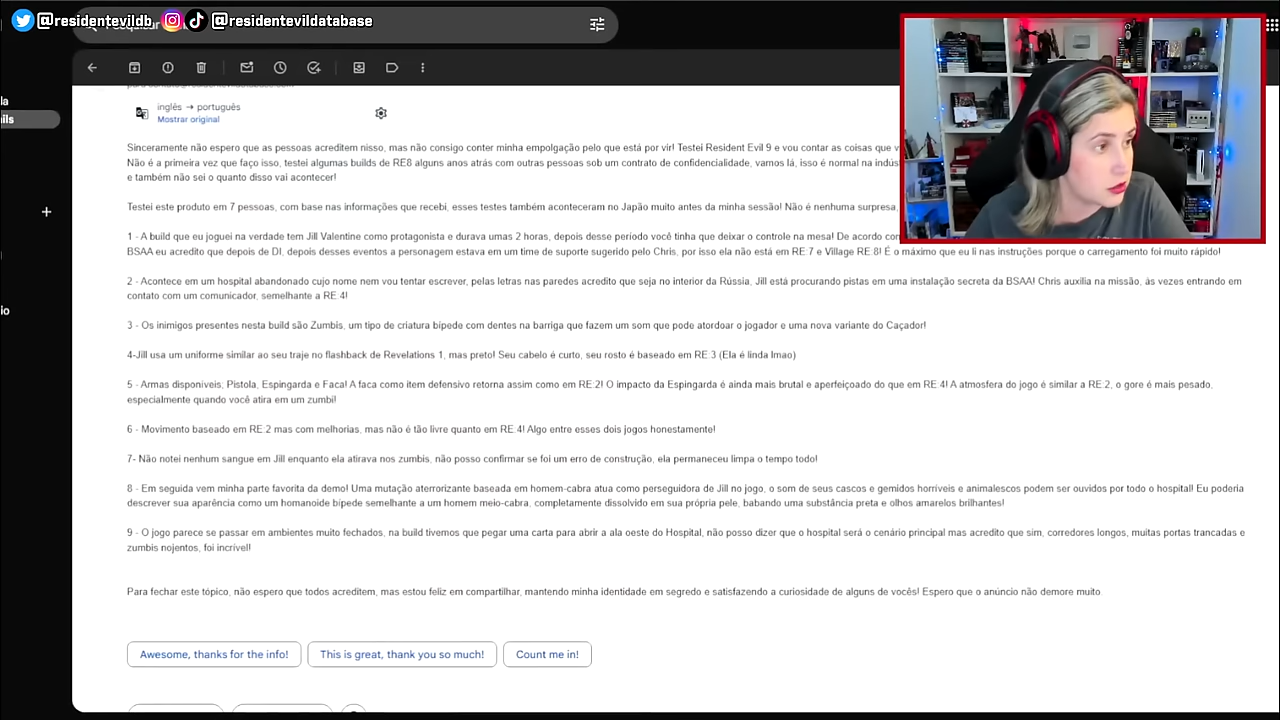 @residentevildb @residentevildatabase
Pesquisar
inglês → português
Mostrar original
Sinceramente não espero que as pessoas acreditem nisso, mas não consigo conter minha empolgação pelo que está por vir! Testei Resident Evil 9 e vou contar as coisas que
Não é a primeira vez que faço isso, testei algumas builds de RE8 alguns anos atrás com outras pessoas sob um contrato de confidencialidade, vamos lá, isso é normal na
e também não sei o quanto disso vai acontecer!
Testei este produto em 7 pessoas, com base nas informações que recebi, esses testes também aconteceram no Japão muito antes da minha sessão! Não é nenhuma surpresa,
1 - A build que eu joguei na verdade tem Jill Valentine como protagonista e durava umas 2 horas, depois desse período você tinha que deixar o controle na mesa! De acordo
BSAA eu acredito que depois de DI, depois desses eventos a personagem estava em um time de suporte sugerido pelo Chris, por isso ela não está em RE:7 e Village RE:8! É o máximo que eu li nas instruções porque o carregamento foi muito rápido!
2 - Acontece em um hospital abandonado cujo nome nem vou tentar escrever, pelas letras nas paredes acredito que seja no interior da Rússia, Jill está procurando pistas em uma instalação secreta da BSAA! Chris auxilia na missão, às vezes entrando em
contato com um comunicador, semelhante a RE:4!
3 - Os inimigos presentes nesta build são Zumbis, um tipo de criatura bípede com dentes na barriga que fazem um som que pode atordoar o jogador e uma nova variante do Caçador!
4-Jill usa um uniforme similar ao seu traje no flashback de Revelations 1, mas preto! Seu cabelo é curto, seu rosto é baseado em RE:3 (Ela é linda lmao)
5 - Armas disponíveis, Pistola, Espingarda e Faca! A faca como item defensivo retorna assim como em RE:2! O impacto da Espingarda é ainda mais brutal e aperfeiçoado do que em RE:4! A atmosfera do jogo é similar a RE:2, o gore é mais pesado,
especialmente quando você atira em um zumbi!
6 - Movimento baseado em RE:2 mas com melhorias, mas não é tão livre quanto em RE:4! Algo entre esses dois jogos honestamente!
7- Não notei nenhum sangue em Jill enquanto ela atirava nos zumbis, não posso confirmar se foi um erro de construção, ela permaneceu limpa o tempo todo!
8 - Em seguida vem minha parte favorita da demo! Uma mutação aterrorizante baseada em homem-cabra atua como perseguidora de Jill no jogo, o som de seus cascos e gemidos horríveis e animalescos podem ser ouvidos por todo o hospital! Eu poderia
descrever sua aparência como um humanoide bípede semelhante a um homem meio-cabra, completamente dissolvido em sua própria pele, babando uma substância preta e olhos amarelos brilhantes!
9 - O jogo parece se passar em ambientes muito fechados, na build tivemos que pegar uma carta para abrir a ala oeste do Hospital, não posso dizer que o hospital será o cenário principal mas acredito que sim, corredores longos, muitas portas trancadas e
zumbis nojentos, foi incrível!
Para fechar este tópico, não espero que todos acreditem, mas estou feliz em compartilhar, mantendo minha identidade em segredo e satisfazendo a curiosidade de alguns de vocês! Espero que o anúncio não demore muito.
Awesome, thanks for the info! This is great, thank you so much! Count me in!